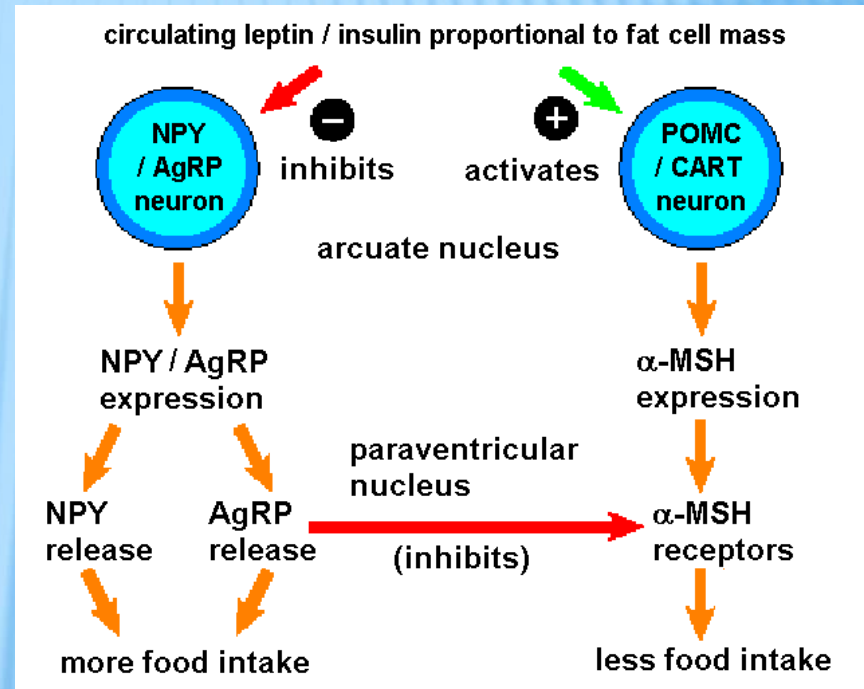 circulating leptin / insulin proportional to fat cell mass
NPY
/ AgRP
neuron
−
inhibits
+
activates
POMC
/ CART
neuron
arcuate nucleus
NPY / AgRP
expression
α-MSH
expression
NPY
release
AgRP
release
paraventricular
nucleus
(inhibits)
α-MSH
receptors
more food intake
less food intake